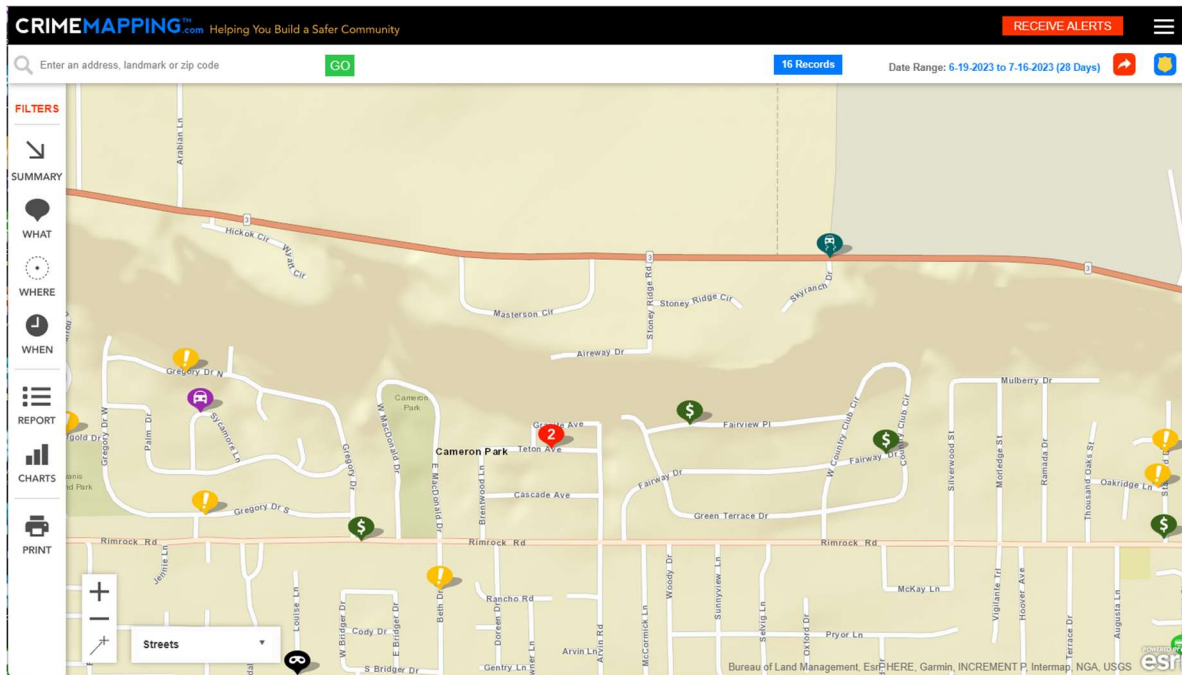 CRIMEMAPPING™.com Helping You Build a Safer Community
RECEIVE ALERTS
Enter an address, landmark or zip code
GO
16 Records
Date Range: 6-19-2023 to 7-16-2023 (28 Days)
FILTERS
SUMMARY
WHAT
WHERE
WHEN
REPORT
CHARTS
PRINT
Arabian Ln
3
Hickok Cir
Wyatt Cir
3
3
Masterson Cir
Stoney Ridge Rd
Stoney Ridge Cir
Skyranch Dr
Aireway Dr
Gregory Dr N
Gregory Dr W
Palm Dr
Sycamore Ln
Gregory Dr
Gregory Dr S
W MacDonald Dr
E MacDonald Dr
Cameron
Park
Cameron Park
2
Teton Ave
Brentwood Ln
Cascade Ave
Fairview Pl
Fairway Dr
Fairway Dr
W Country Club Cir
Country Club Cir
Green Terrace Dr
Mulberry Dr
Silverwood St
Morledge St
Ramada Dr
Thousand Oaks St
Oakridge Ln
Rimrock Rd
Rimrock Rd
Rimrock Rd
Jennie Ln
Louise Ln
W Bridger Dr
E Bridger Dr
Cody Dr
S Bridger Dr
Beth Dr
Rancho Rd
Doreen Dr
Gentry Ln
Arvin Ln
Arvin Rd
McCormick Ln
Woody Dr
Sunnyview Ln
Selvig Ln
Oxford Dr
Pryor Ln
McKay Ln
Vigilante Trl
Hoover Ave
Terrace Dr
Augusta Ln
+
−
Streets
Bureau of Land Management, Esri, HERE, Garmin, INCREMENT P, Intermap, NGA, USGS
POWERED BY
esri